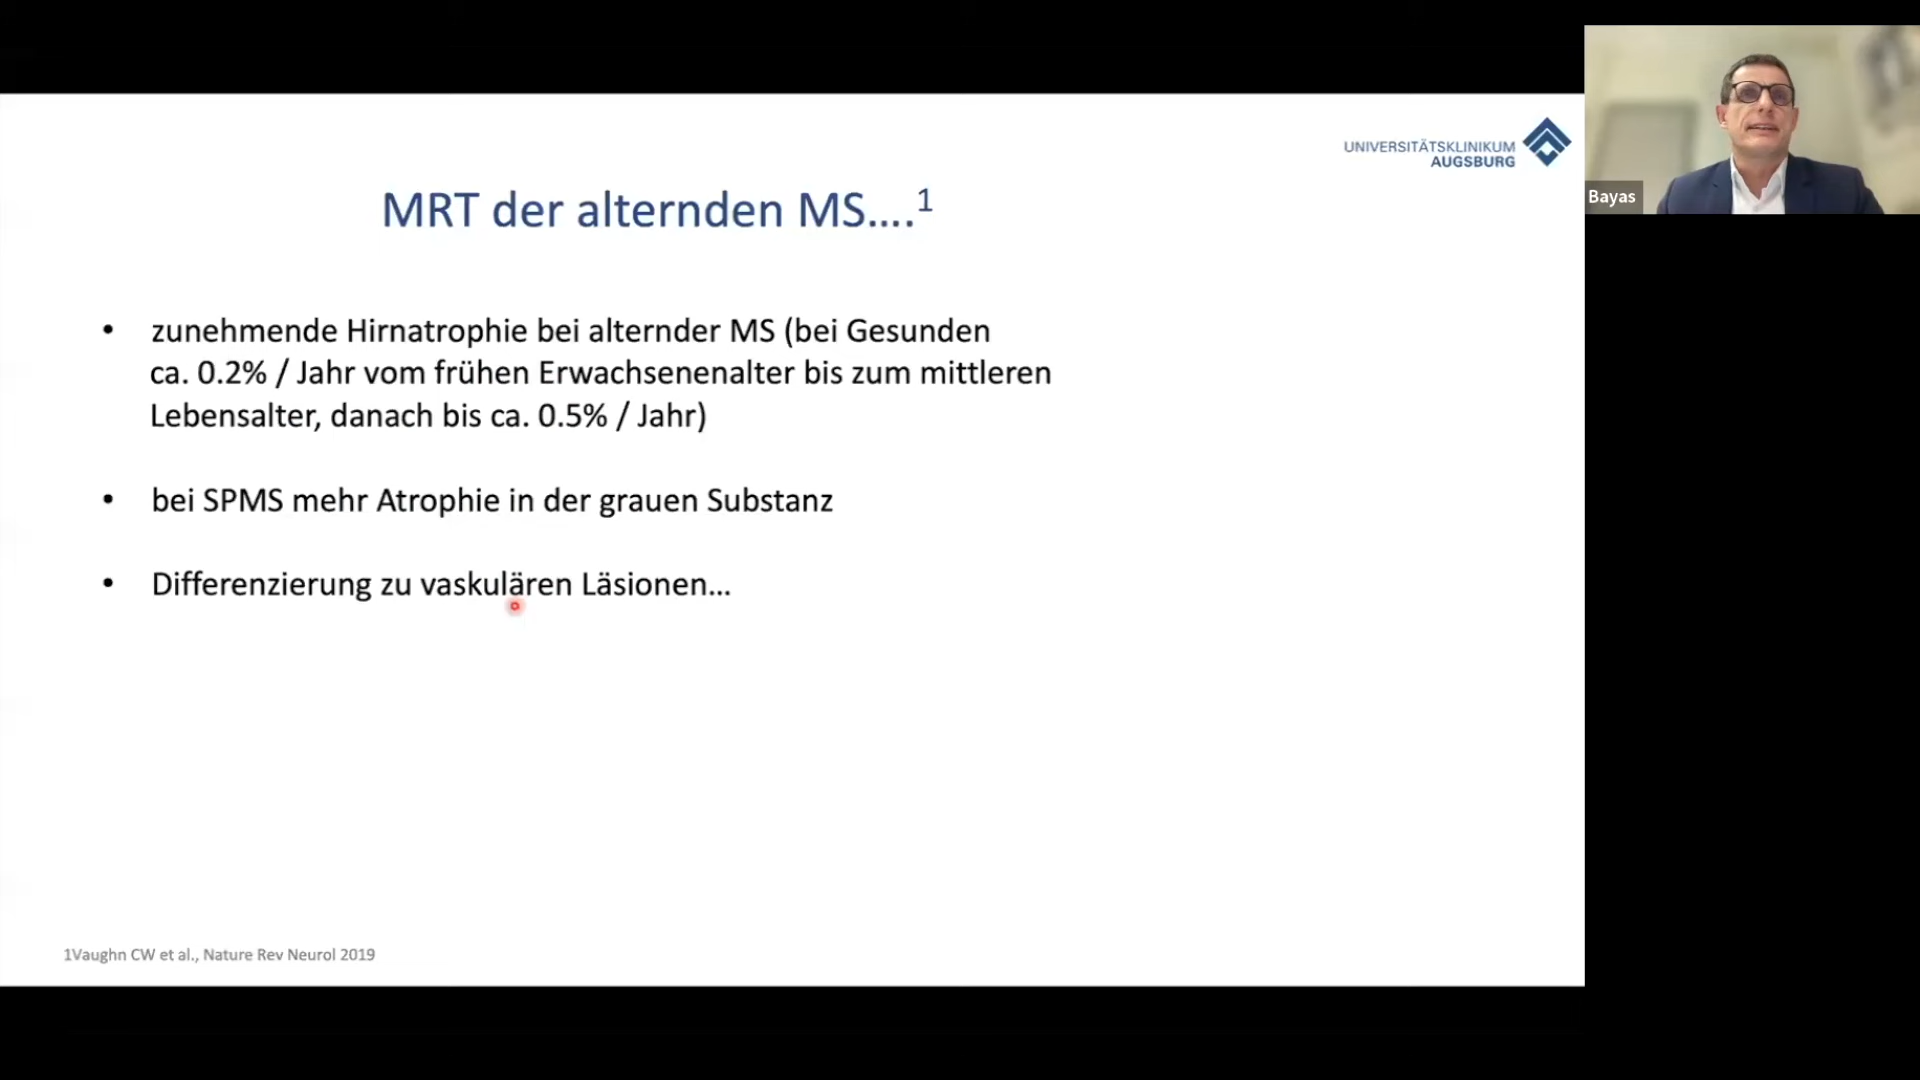 UNIVERSITÄTSKLINIKUM
AUGSBURG
Bayas
MRT der alternden MS....1
• zunehmende Hirnatrophie bei alternder MS (bei Gesunden
ca. 0.2% / Jahr vom frühen Erwachsenenalter bis zum mittleren
Lebensalter, danach bis ca. 0.5% / Jahr)
• bei SPMS mehr Atrophie in der grauen Substanz
• Differenzierung zu vaskulären Läsionen...
1Vaughn CW et al., Nature Rev Neurol 2019